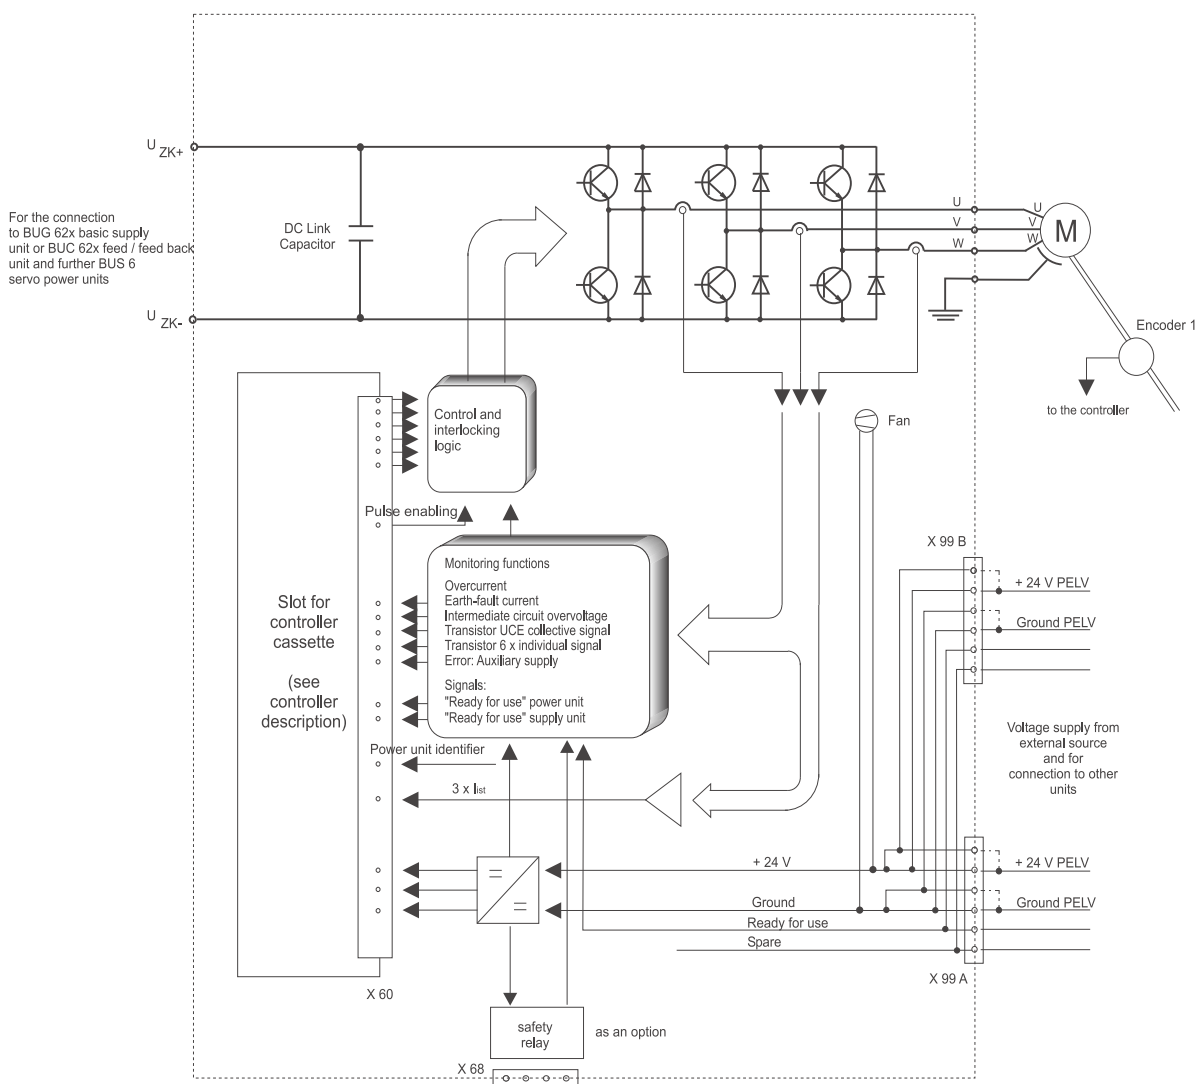 U ZK+
For the connection
to BUG 62x basic supply
unit or BUC 62x feed / feed back
unit and further BUS 6
servo power units
DC Link
Capacitor
U ZK-
U
V
W
U
V
W
M
Encoder 1
to the controller
Control and
interlocking
logic
Fan
Pulse enabling
X 99 B
Monitoring functions
Overcurrent
Earth-fault current
Intermediate circuit overvoltage
Transistor UCE collective signal
Transistor 6 x individual signal
Error: Auxiliary supply
Signals:
"Ready for use" power unit
"Ready for use" supply unit
+ 24 V PELV
Ground PELV
Slot for
controller
cassette
(see
controller
description)
Power unit identifier
3 x Iist
Voltage supply from
external source
and for
connection to other
units
+ 24 V
+ 24 V PELV
Ground
Ground PELV
Ready for use
Spare
X 99 A
X 60
safety
relay
as an option
X 68